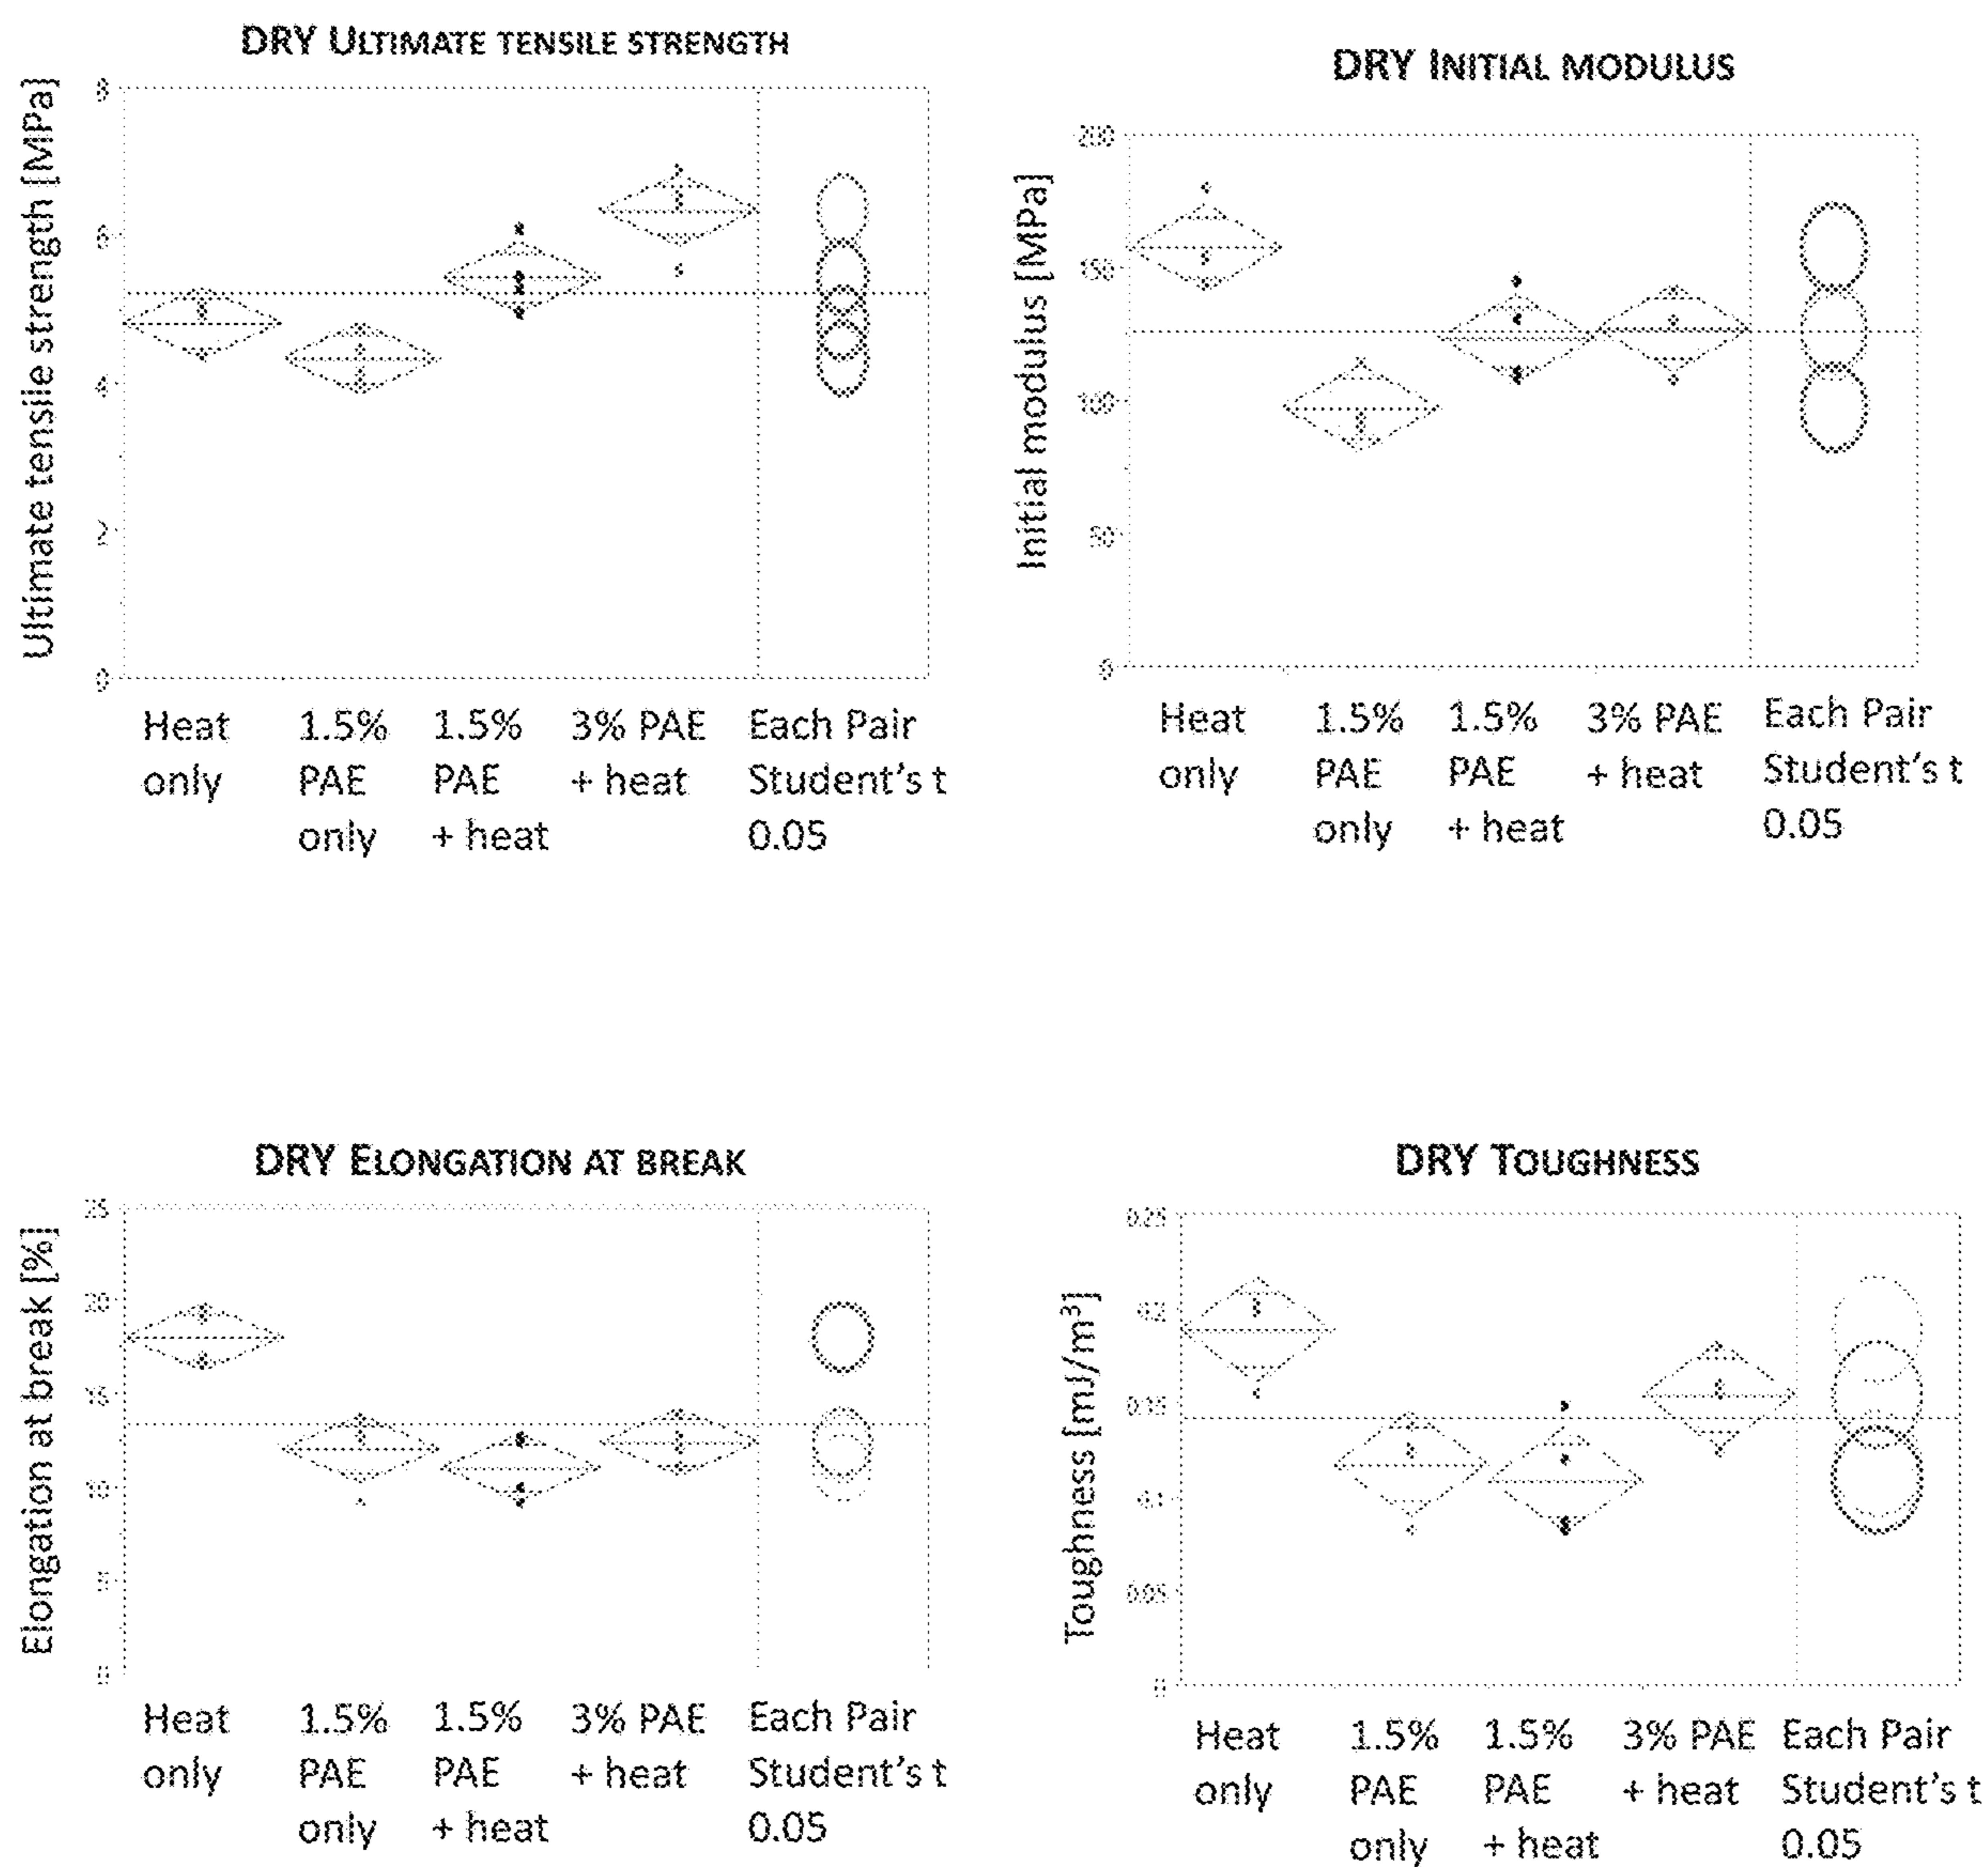 DRY ULTIMATE TENSILE STRENGTH
Ultimate tensile strength [MPa]
8
6
4
2
0
Heat only
1.5% PAE only
1.5% PAE + heat
3% PAE + heat
Each Pair Student's t 0.05
DRY INITIAL MODULUS
Initial modulus [MPa]
200
150
100
50
0
Heat only
1.5% PAE only
1.5% PAE + heat
3% PAE + heat
Each Pair Student's t 0.05
DRY ELONGATION AT BREAK
Elongation at break [%]
25
20
15
10
5
0
Heat only
1.5% PAE only
1.5% PAE + heat
3% PAE + heat
Each Pair Student's t 0.05
DRY TOUGHNESS
Toughness [mJ/m³]
0.25
0.2
0.15
0.1
0.05
0
Heat only
1.5% PAE only
1.5% PAE + heat
3% PAE + heat
Each Pair Student's t 0.05